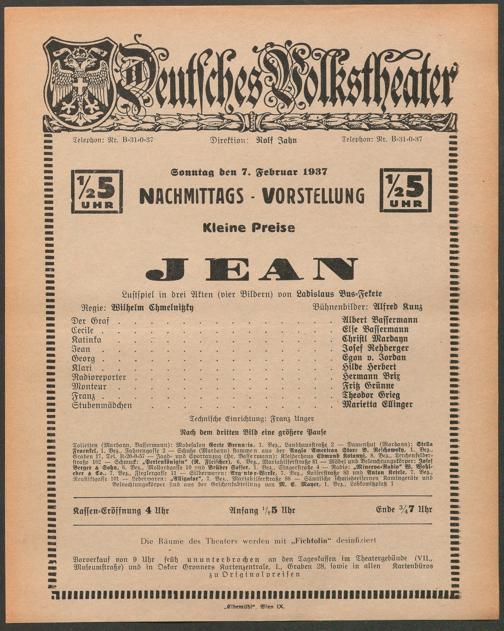 Deutsches Volkstheater
Telephon: Nr. B-31-0-37 Direktion: Rolf Jahn Telephon: Nr. B-31-0-37
Sonntag den 7. Februar 1937
1/2 5 UHR NACHMITTAGS-VORSTELLUNG 1/2 5 UHR
Kleine Preise
JEAN
Lustspiel in drei Akten (vier Bildern) von Ladislaus Bus-Fekete
Regie: Wilhelm Chmelnitzky Bühnenbilder: Alfred Kunz
Der Graf . . . Albert Bassermann
Cecile . . . Else Bassermann
Katinka . . . Christl Mardayn
Jean . . . Josef Rehberger
Georg . . . Egon v. Jordan
Klari . . . Hilde Herbert
Radioreporter . . . Hermann Brix
Monteur . . . Fritz Grünne
Franz . . . Theodor Grieg
Stubenmädchen . . . Marietta Ellinger
Technische Einrichtung: Franz Unger
Nach dem dritten Bild eine größere Pause
Kassen-Eröffnung 4 Uhr Anfang 1/2 5 Uhr Ende 3/4 7 Uhr
Die Räume des Theaters werden mit „Fichtolin" desinfiziert
Vorverkauf von 9 Uhr früh ununterbrochen an den Tageskassen im Theatergebäude (VII.,
Museumstraße) und in Oskar Gronners Kartenzentrale, I., Graben 28, sowie in allen Kartenbüros
zu Originalpreisen
„Elbemühl", Wien IX.